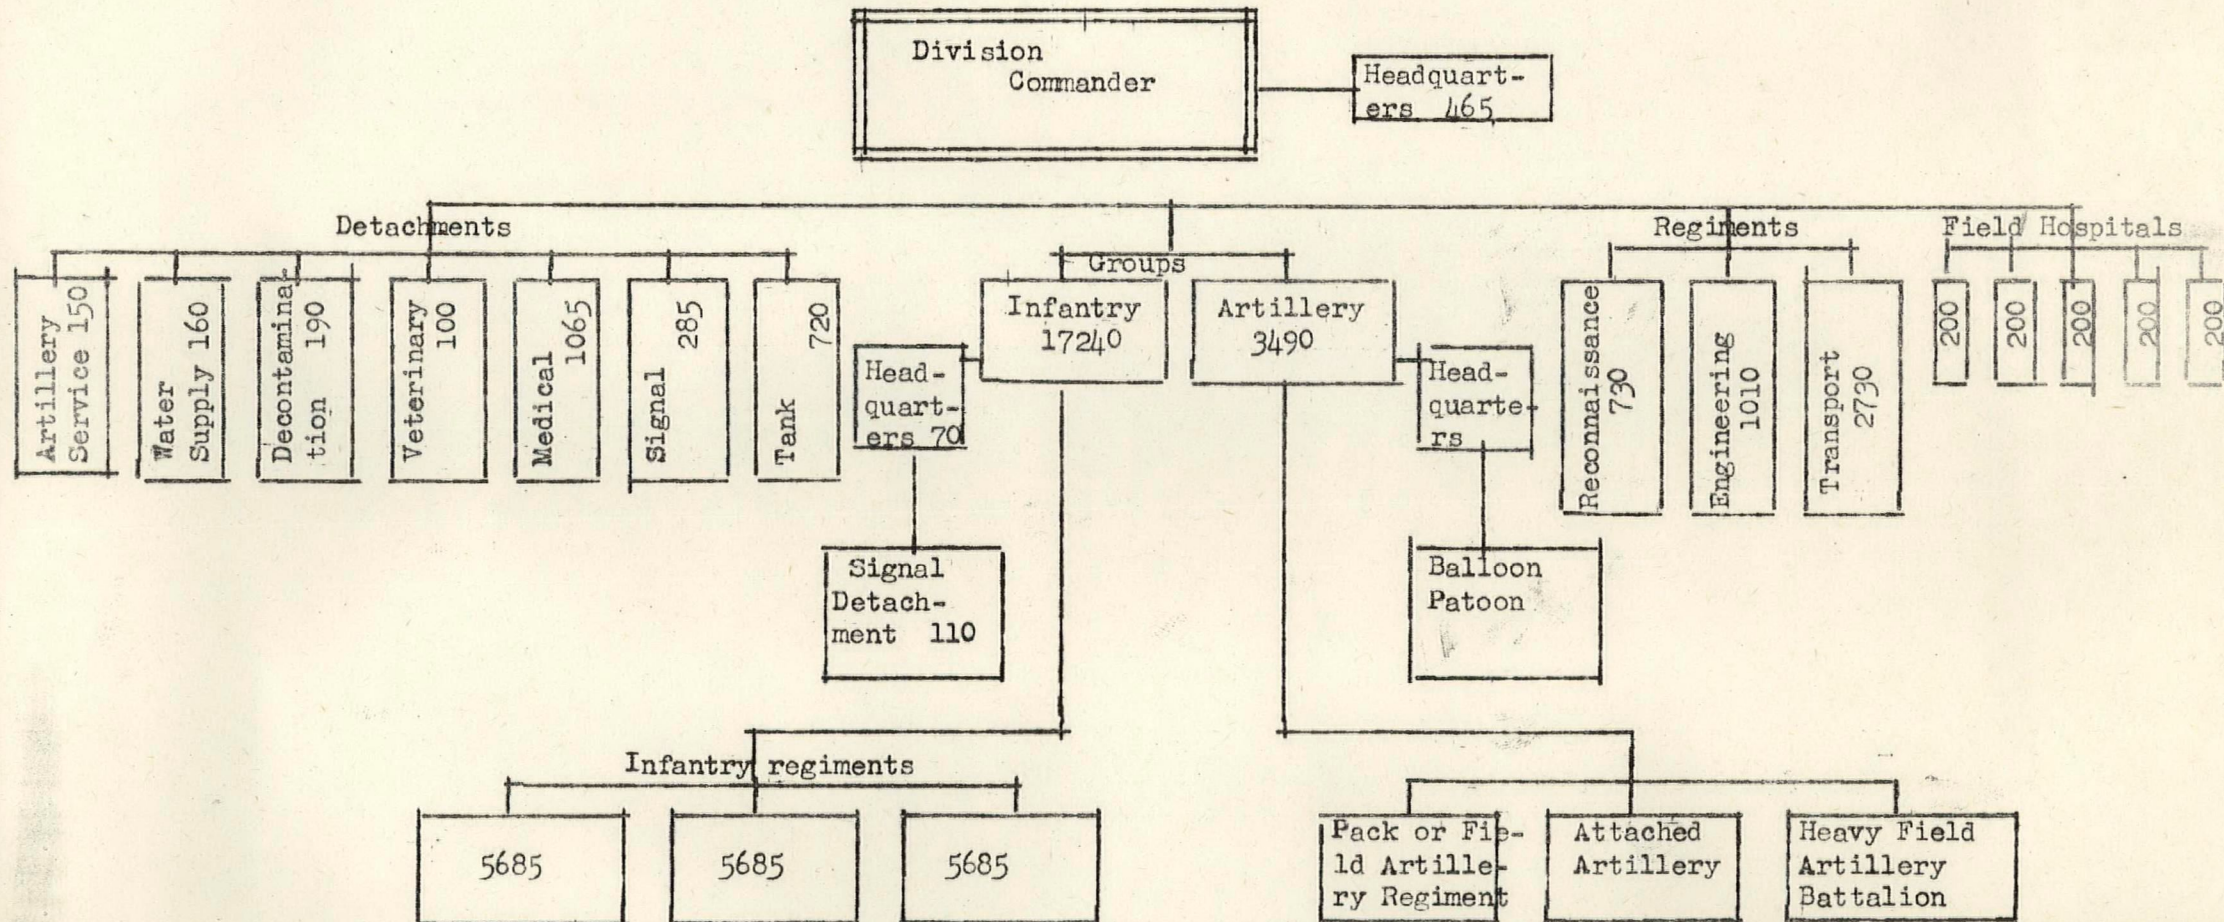 Division
Commander
Headquart-
ers 465
Detachments
Groups
Regiments
Field Hospitals
Artillery
Service 150
Water
Supply 160
Decontamina-
tion 190
Veterinary
100
Medical
1065
Signal
285
Tank
720
Head-
quart-
ers 70
Infantry
17240
Artillery
3490
Head-
quarte-
rs
Reconnaissance
730
Engineering
1010
Transport
2730
200
200
200
200
200
Signal
Detach-
ment 110
Balloon
Patoon
Infantry regiments
5685
5685
5685
Pack or Fie-
ld Artille-
ry Regiment
Attached
Artillery
Heavy Field
Artillery
Battalion